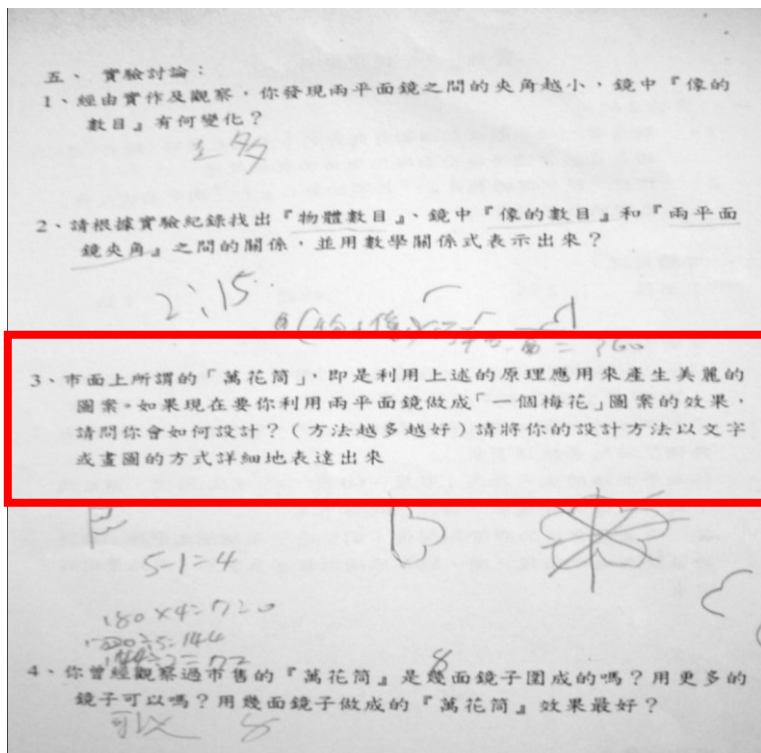 五、 實驗討論：
1、經由實作及觀察，你發現兩平面鏡之間的夾角越小，鏡中『像的
數目』有何變化？
2、請根據實驗紀錄找出『物體數目』、鏡中『像的數目』和『兩平面
鏡夾角』之間的關係，並用數學關係式表示出來？
2:15
3、市面上所謂的「萬花筒」，即是利用上述的原理應用來產生美麗的
圖案。如果現在要你利用兩平面鏡做成「一個梅花」圖案的效果，
請問你會如何設計？（方法越多越好）請將你的設計方法以文字
或畫圖的方式詳細地表達出來
5-1=4
180×4=720
8
4、你曾經觀察過市售的『萬花筒』是幾面鏡子圍成的嗎？用更多的
鏡子可以嗎？用幾面鏡子做成的『萬花筒』效果最好？
可以 8